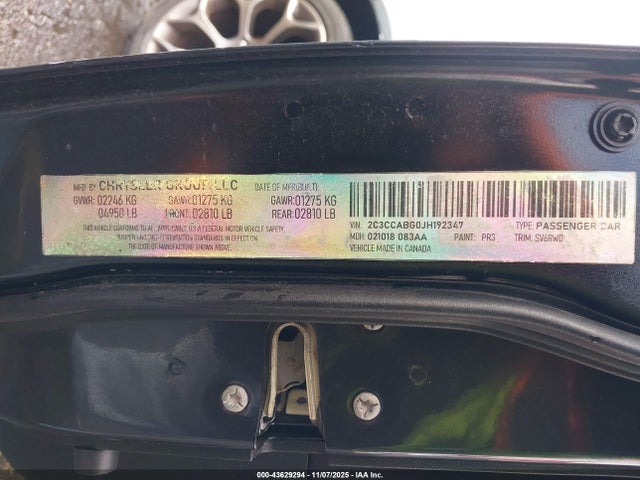 MFD BY CHRYSLER GROUP LLC DATE OF MFR(BUILT):
GVWR: 02246 KG GAWR: 01275 KG GAWR: 01275 KG
04950 LB FRONT: 02810 LB REAR: 02810 LB
THIS VEHICLE CONFORMS TO ALL APPLICABLE U.S.A. FEDERAL MOTOR VEHICLE SAFETY,
BUMPER, AND THEFT PREVENTION STANDARDS IN EFFECT ON THE DATE OF MANUFACTURE SHOWN ABOVE.
VIN: 2C3CCABG0JH192347 TYPE: PASSENGER CAR
MDH: 021018 083AA PAINT: PR3 TRIM: SV6RWD
VEHICLE MADE IN CANADA
000-43629294 - 11/07/2025 - IAA Inc.